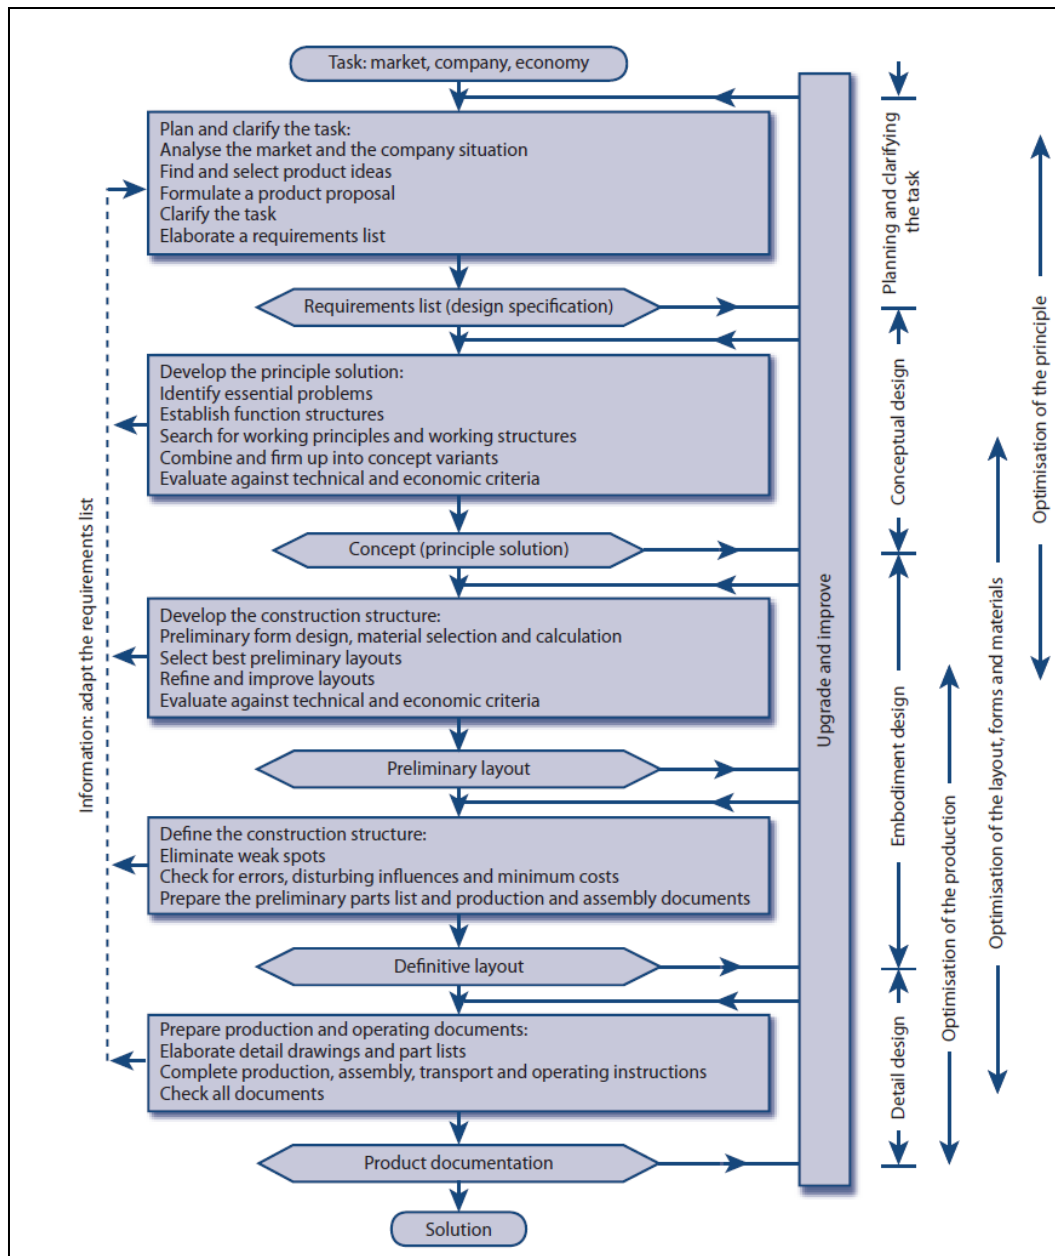 Task: market, company, economy
Plan and clarify the task:
Analyse the market and the company situation
Find and select product ideas
Formulate a product proposal
Clarify the task
Elaborate a requirements list
Requirements list (design specification)
Develop the principle solution:
Identify essential problems
Establish function structures
Search for working principles and working structures
Combine and firm up into concept variants
Evaluate against technical and economic criteria
Concept (principle solution)
Develop the construction structure:
Preliminary form design, material selection and calculation
Select best preliminary layouts
Refine and improve layouts
Evaluate against technical and economic criteria
Preliminary layout
Define the construction structure:
Eliminate weak spots
Check for errors, disturbing influences and minimum costs
Prepare the preliminary parts list and production and assembly documents
Definitive layout
Prepare production and operating documents:
Elaborate detail drawings and part lists
Complete production, assembly, transport and operating instructions
Check all documents
Product documentation
Solution
Information: adapt the requirements list
Upgrade and improve
Planning and clarifying
the task
Conceptual design
Embodiment design
Detail design
Optimisation of the production
Optimisation of the layout, forms and materials
Optimisation of the principle